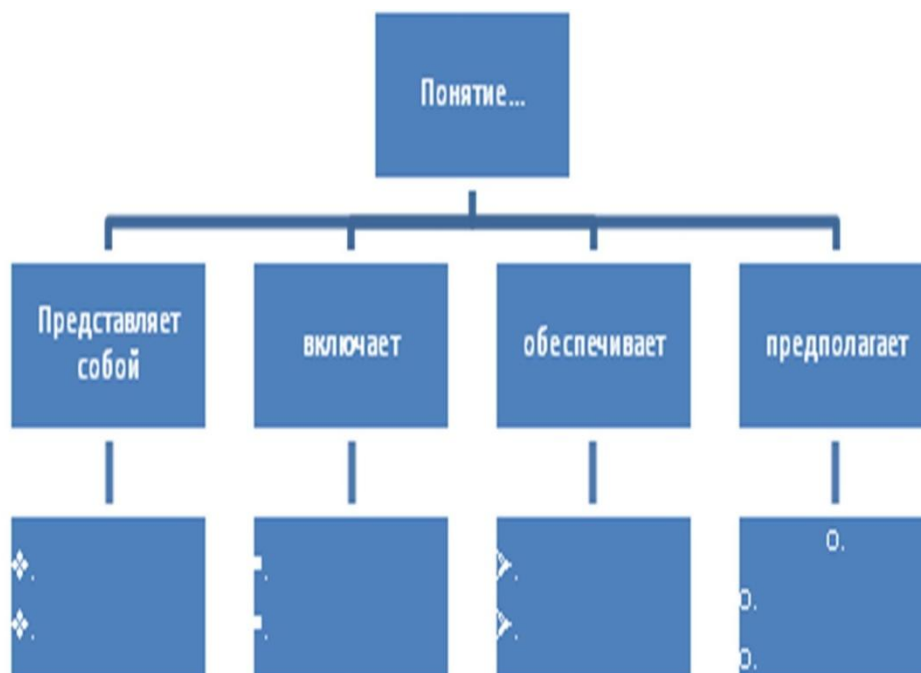 Понятие...
Представляет
собой
включает
обеспечивает
предполагает
❖.
❖.
▪.
▪.
➢.
➢.
o.
o.
o.